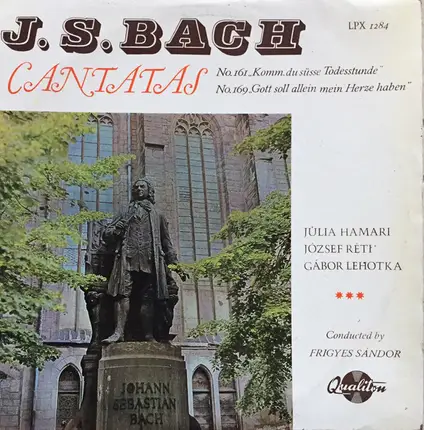 J. S. BACH
LPX 1284
CANTATAS
No. 161 „Komm, du süsse Todesstunde"
No. 169 „Gott soll allein mein Herze haben"
JÚLIA HAMARI
JÓZSEF RÉTI
GÁBOR LEHOTKA
***
Conducted by
FRIGYES SÁNDOR
Qualiton
JOHANN
SEBASTIAN
BACH